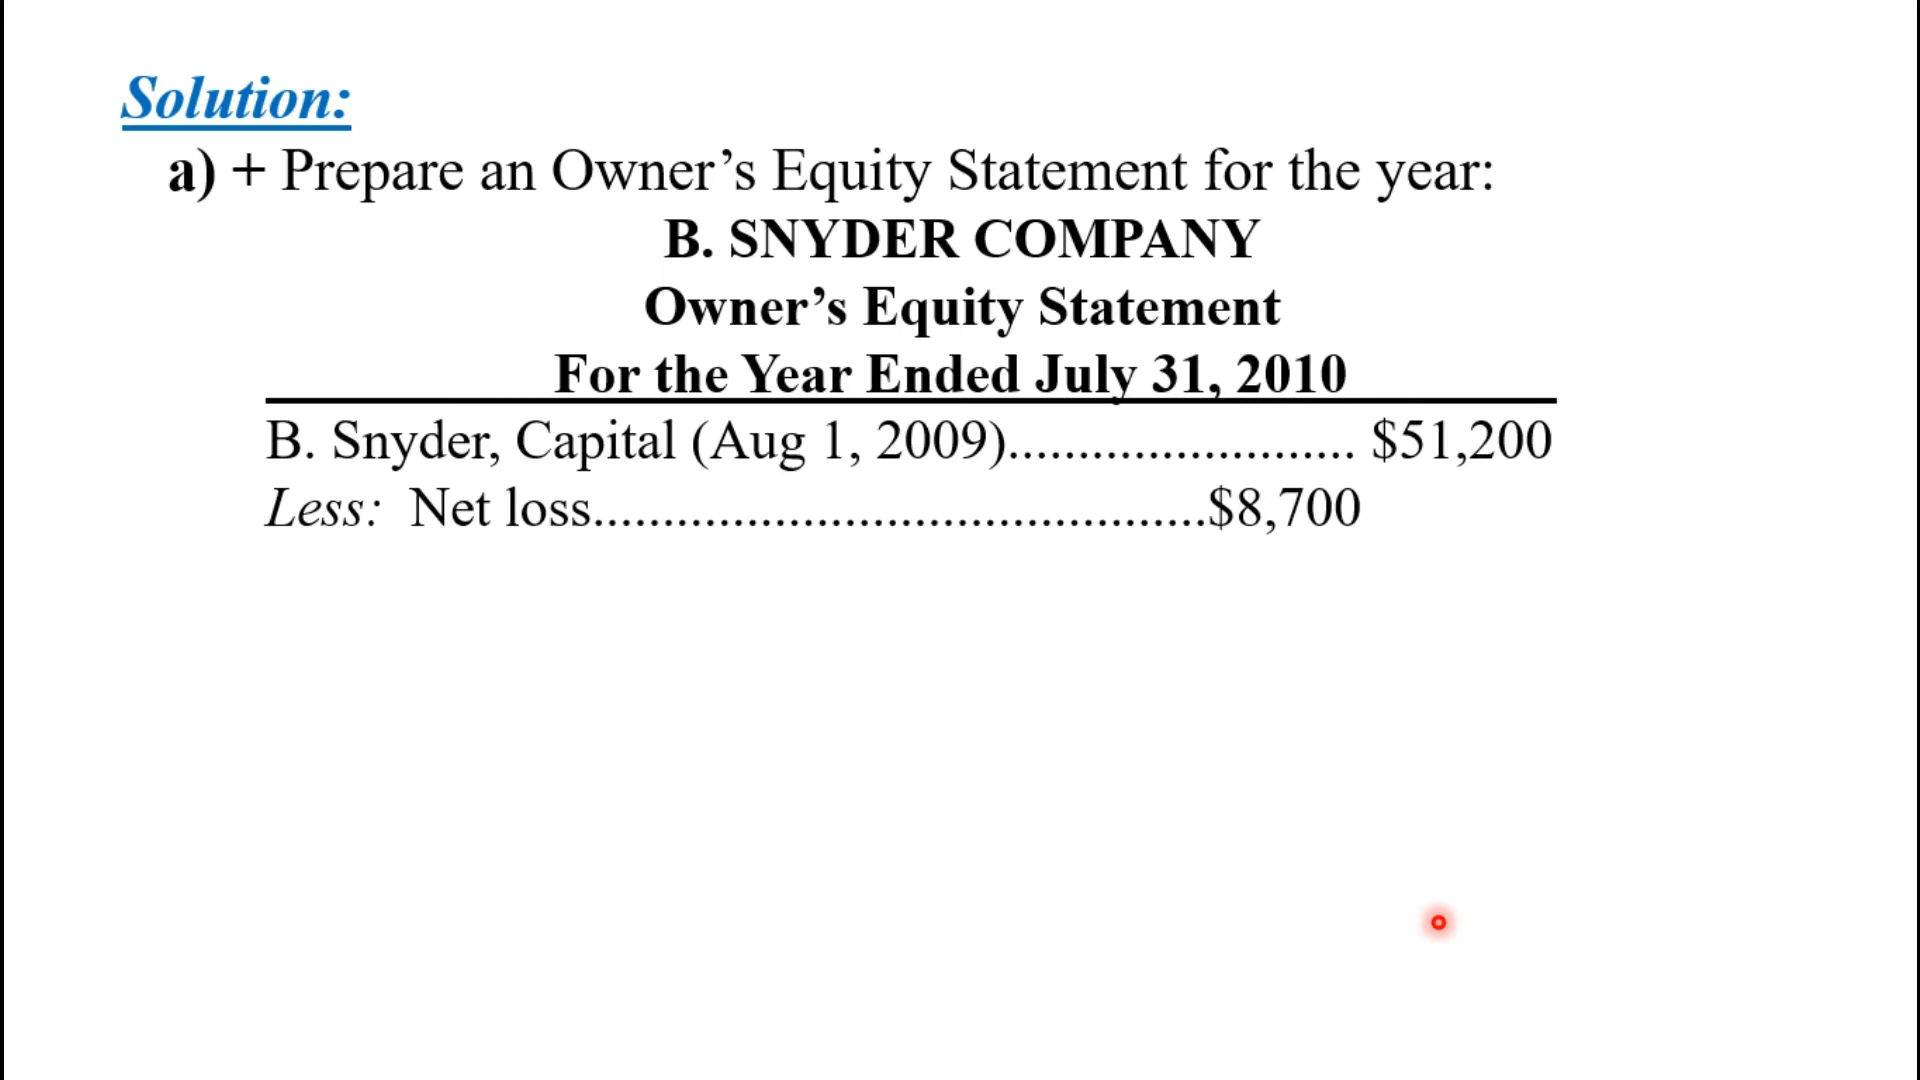 Solution:
a) + Prepare an Owner’s Equity Statement for the year:
B. SNYDER COMPANY
Owner’s Equity Statement
For the Year Ended July 31, 2010
B. Snyder, Capital (Aug 1, 2009)......................... $51,200
Less: Net loss............................................$8,700